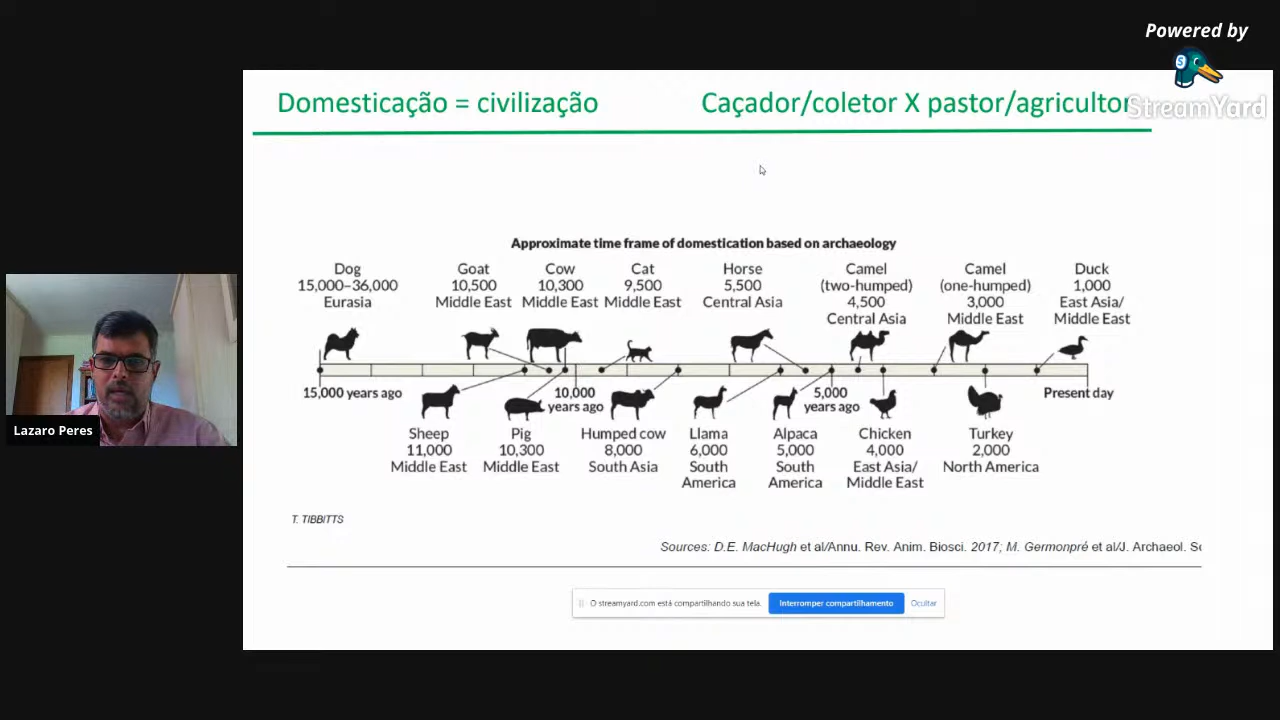 Powered by
StreamYard
Domesticação = civilização
Caçador/coletor X pastor/agricultor
Approximate time frame of domestication based on archaeology
Dog
15,000–36,000
Eurasia
Goat
10,500
Middle East
Cow
10,300
Middle East
Cat
9,500
Middle East
Horse
5,500
Central Asia
Camel
(two-humped)
4,500
Central Asia
Camel
(one-humped)
3,000
Middle East
Duck
1,000
East Asia/
Middle East
15,000 years ago
10,000
years ago
5,000
years ago
Present day
Sheep
11,000
Middle East
Pig
10,300
Middle East
Humped cow
8,000
South Asia
Llama
6,000
South
America
Alpaca
5,000
South
America
Chicken
4,000
East Asia/
Middle East
Turkey
2,000
North America
Lazaro Peres
T. TIBBITTS
Sources: D.E. MacHugh et al/Annu. Rev. Anim. Biosci. 2017; M. Germonpré et al/J. Archaeol. Sc
O streamyard.com está compartilhando sua tela.
Interromper compartilhamento
Ocultar